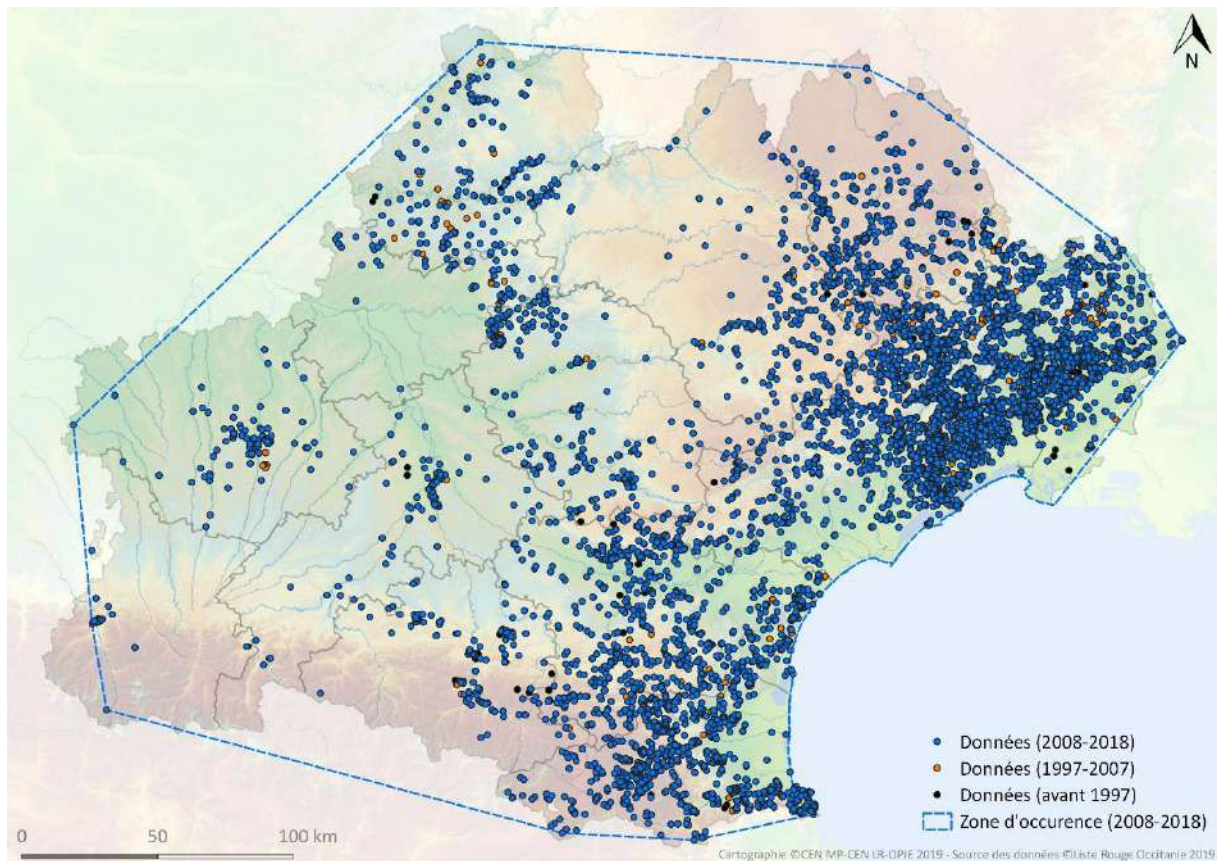 N
Données (2008-2018)
Données (1997-2007)
Données (avant 1997)
Zone d'occurence (2008-2018)
0 50 100 km
Cartographie ©CEN MP-CEN LR-OPIE 2019 - Source des données ©Liste Rouge Occitanie 2019